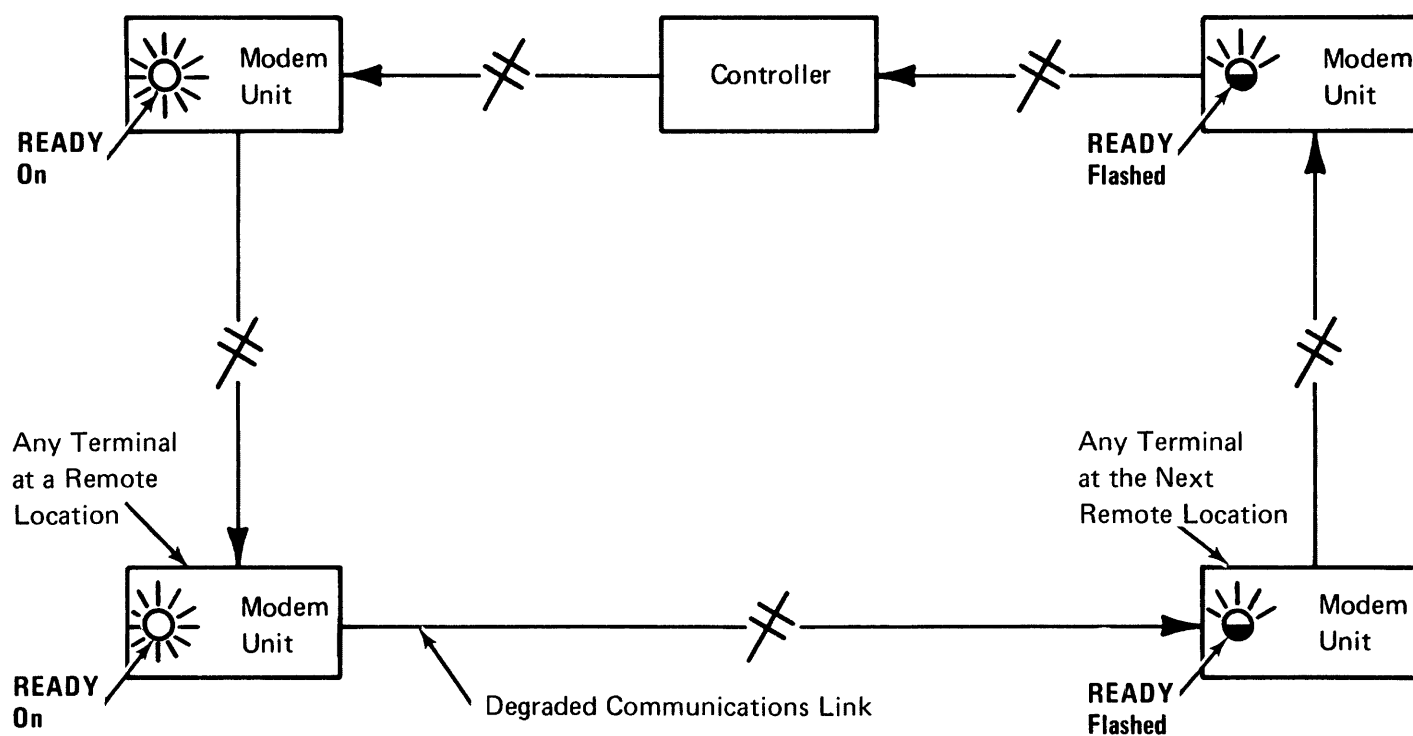 Modem
Unit
READY
On
Controller
Modem
Unit
READY
Flashed
Any Terminal
at a Remote
Location
Any Terminal
at the Next
Remote Location
Modem
Unit
READY
On
Degraded Communications Link
Modem
Unit
READY
Flashed